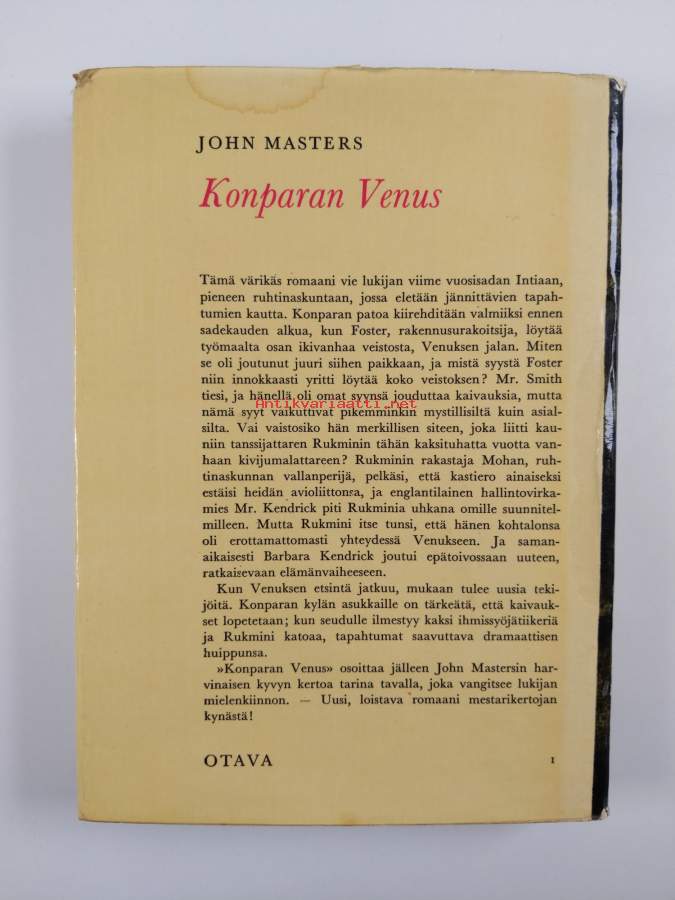 JOHN MASTERS
Konparan Venus
Tämä värikäs romaani vie lukijan viime vuosisadan Intiaan,
pieneen ruhtinaskuntaan, jossa eletään jännittävien tapah-
tumien kautta. Konparan patoa kiirehditään valmiiksi ennen
sadekauden alkua, kun Foster, rakennusurakoitsija, löytää
työmaalta osan ikivanhaa veistosta, Venuksen jalan. Miten
se oli joutunut juuri siihen paikkaan, ja mistä syystä Foster
niin innokkaasti yritti löytää koko veistoksen? Mr. Smith
tiesi, ja hänellä oli omat syynsä jouduttaa kaivauksia, mutta
Antikvariaatti.net
nämä syyt vaikuttivat pikemminkin mystillisiltä kuin asial-
silta. Vai vaistosiko hän merkillisen siteen, joka liitti kau-
niin tanssijattaren Rukminin tähän kaksituhatta vuotta van-
haan kivijumalattareen? Rukminin rakastaja Mohan, ruh-
tinaskunnan vallanperijä, pelkäsi, että kastiero ainaiseksi
estäisi heidän avioliittonsa, ja englantilainen hallintovirka-
mies Mr. Kendrick piti Rukminia uhkana omille suunnitel-
milleen. Mutta Rukmini itse tunsi, että hänen kohtalonsa
oli erottamattomasti yhteydessä Venukseen. Ja saman-
aikaisesti Barbara Kendrick joutui epätoivossaan uuteen,
ratkaisevaan elämänvaiheeseen.
Kun Venuksen etsintä jatkuu, mukaan tulee uusia teki-
jöitä. Konparan kylän asukkaille on tärkeätä, että kaivauk-
set lopetetaan; kun seudulle ilmestyy kaksi ihmissyöjätiikeriä
ja Rukmini katoaa, tapahtumat saavuttava dramaattisen
huippunsa.
»Konparan Venus» osoittaa jälleen John Mastersin har-
vinaisen kyvyn kertoa tarina tavalla, joka vangitsee lukijan
mielenkiinnon. — Uusi, loistava romaani mestarikertojan
kynästä!
OTAVA
1